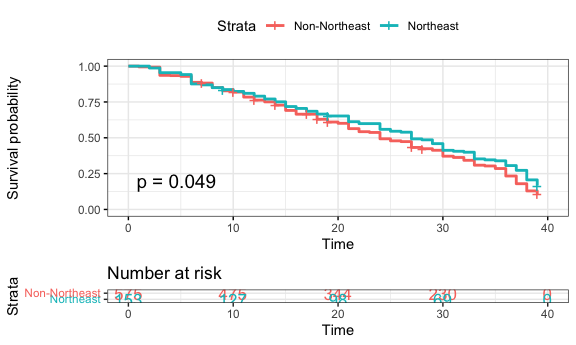 Strata Non-Northeast Northeast
Survival probability
1.00
0.75
0.50
0.25
0.00
p = 0.049
0 10 20 30 40
Time
Number at risk
Strata
Non-Northeast
Northeast
0 10 20 30 40
Time